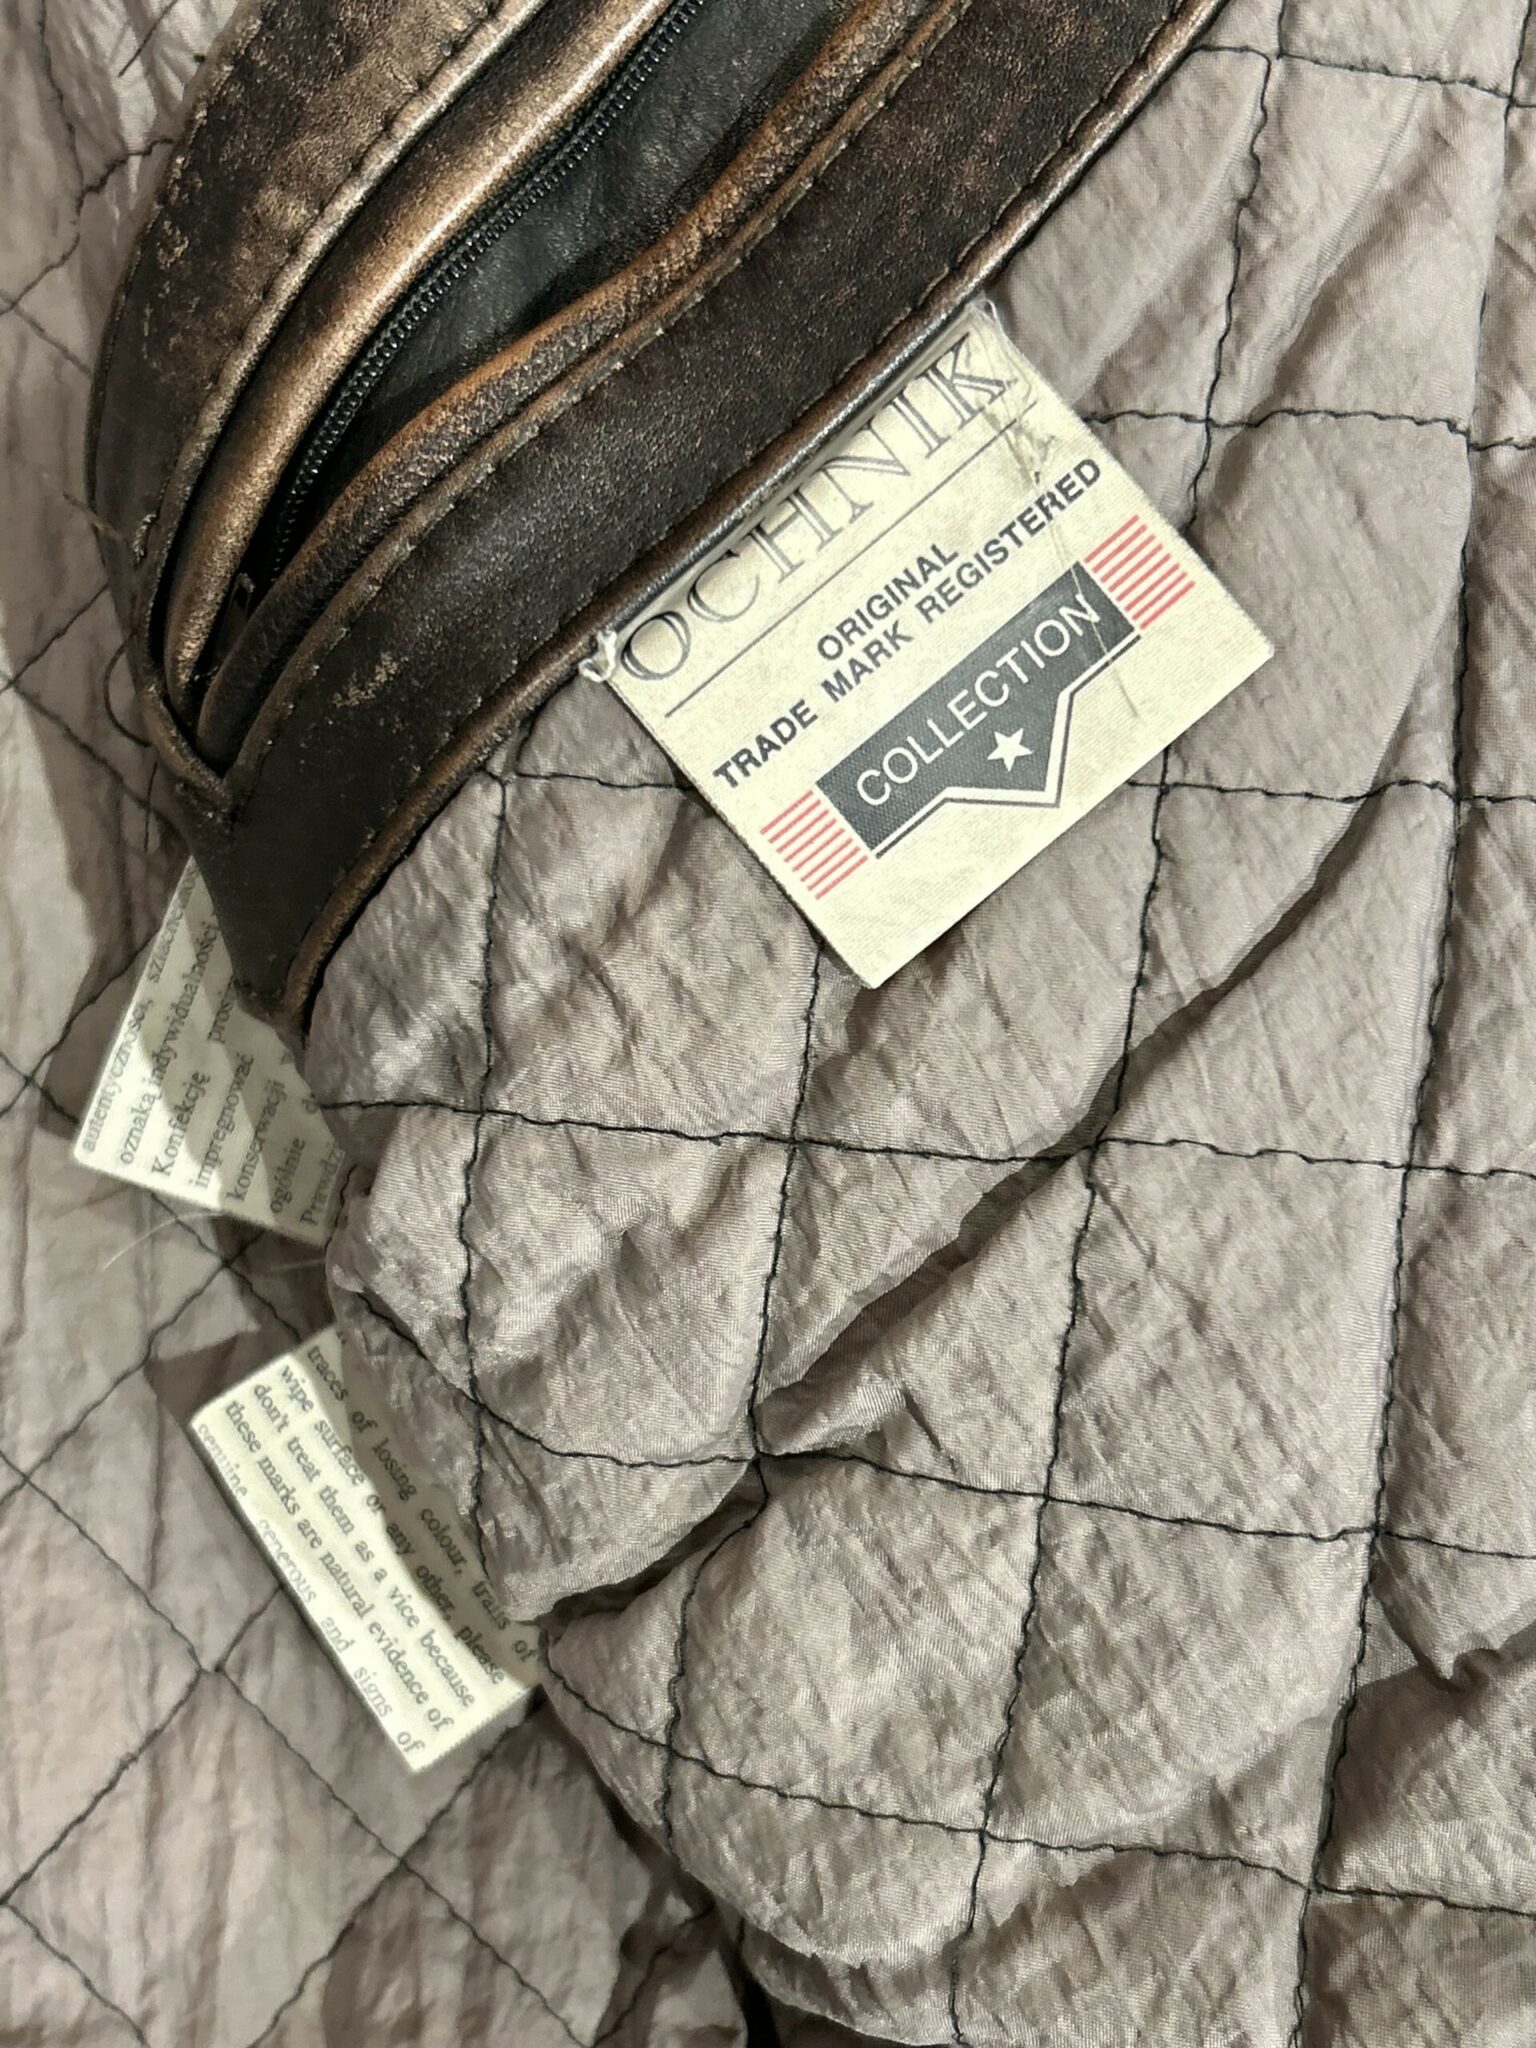 OCHNIK
ORIGINAL
TRADE MARK REGISTERED
COLLECTION
autentyczności,
oznaką indywidualności
Konfekcję
impregnować
konserwacji
ogólnie
traces of losing colour, trails of
wipe surface or any other, please
don't treat them as a vice because
these marks are natural evidence of
genuine generous and signs of